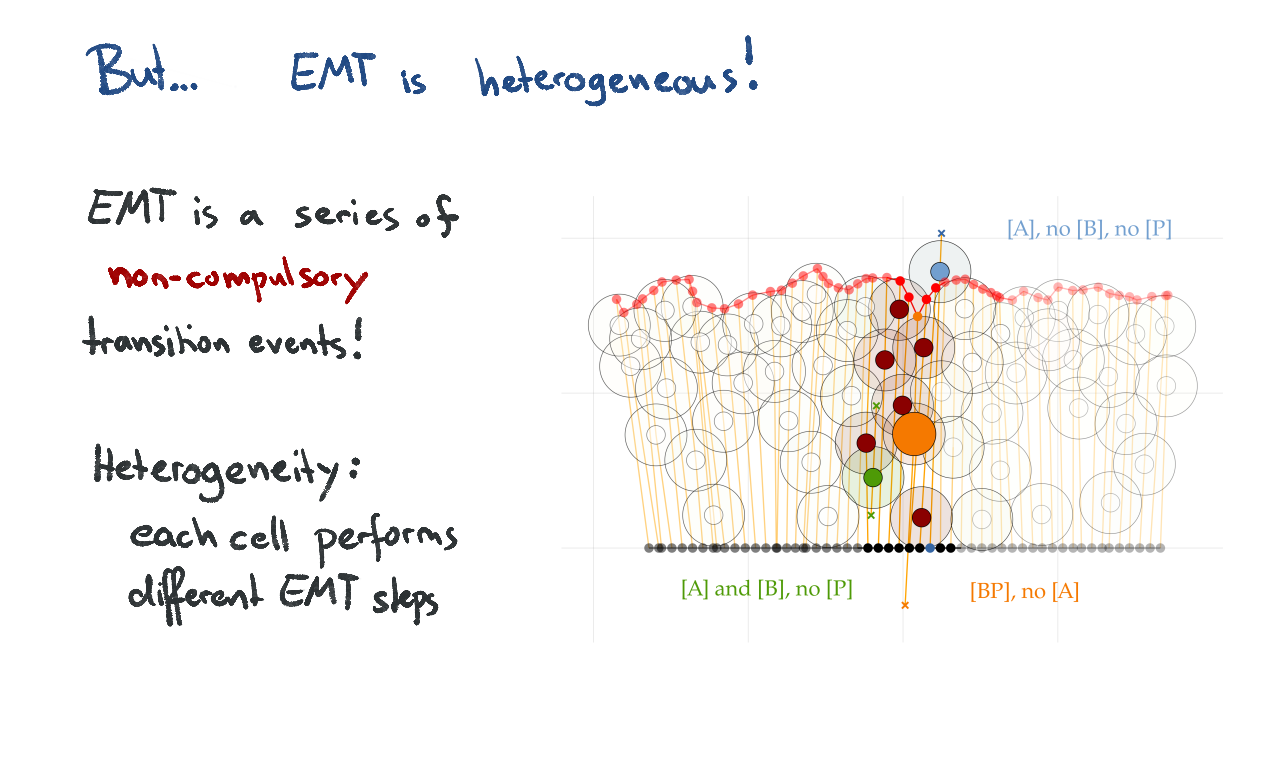 But... EMT is heterogeneous!
EMT is a series of
non-compulsory
transition events!
Heterogeneity:
each cell performs
different EMT steps
[A], no [B], no [P]
[A] and [B], no [P]
[BP], no [A]